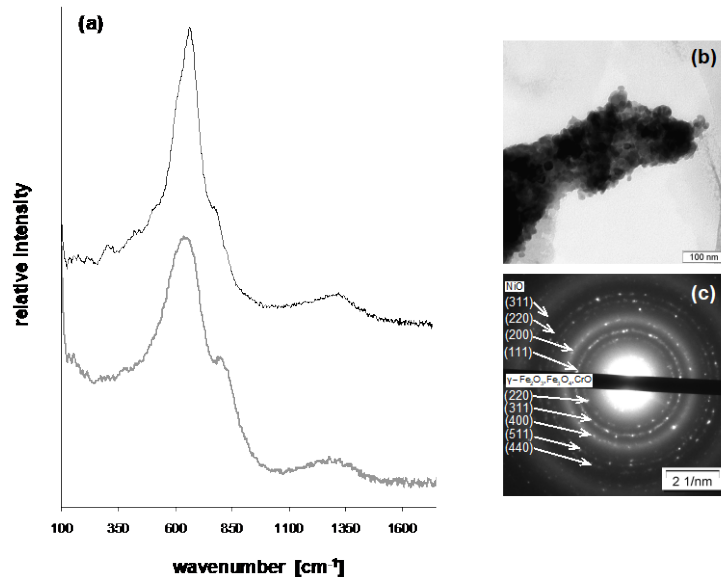 (a)
relative intensity
100 350 600 850 1100 1350 1600
wavenumber [cm⁻¹]
(b)
100 nm
(c)
NiO
(311)
(220)
(200)
(111)
γ – Fe₂O₃,Fe₃O₄,CrO
(220)
(311)
(400)
(511)
(440)
2 1/nm